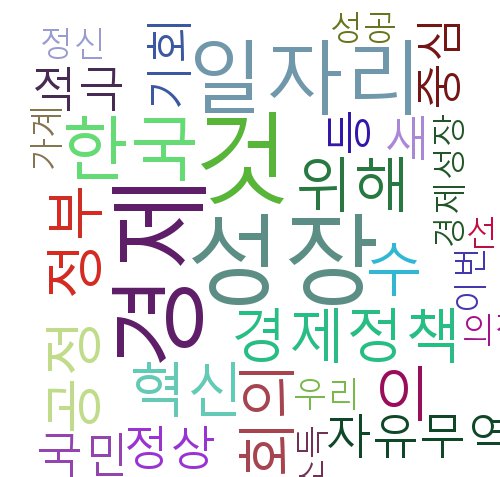 정신
성공
기회
일자리
중심
적극
가계
한국
것
등
새
경제성장
위해
정부
경제
성장
수
선
이번
경제정책
의
공정
혁신
회의
우리
이
국민
정상
자유무역